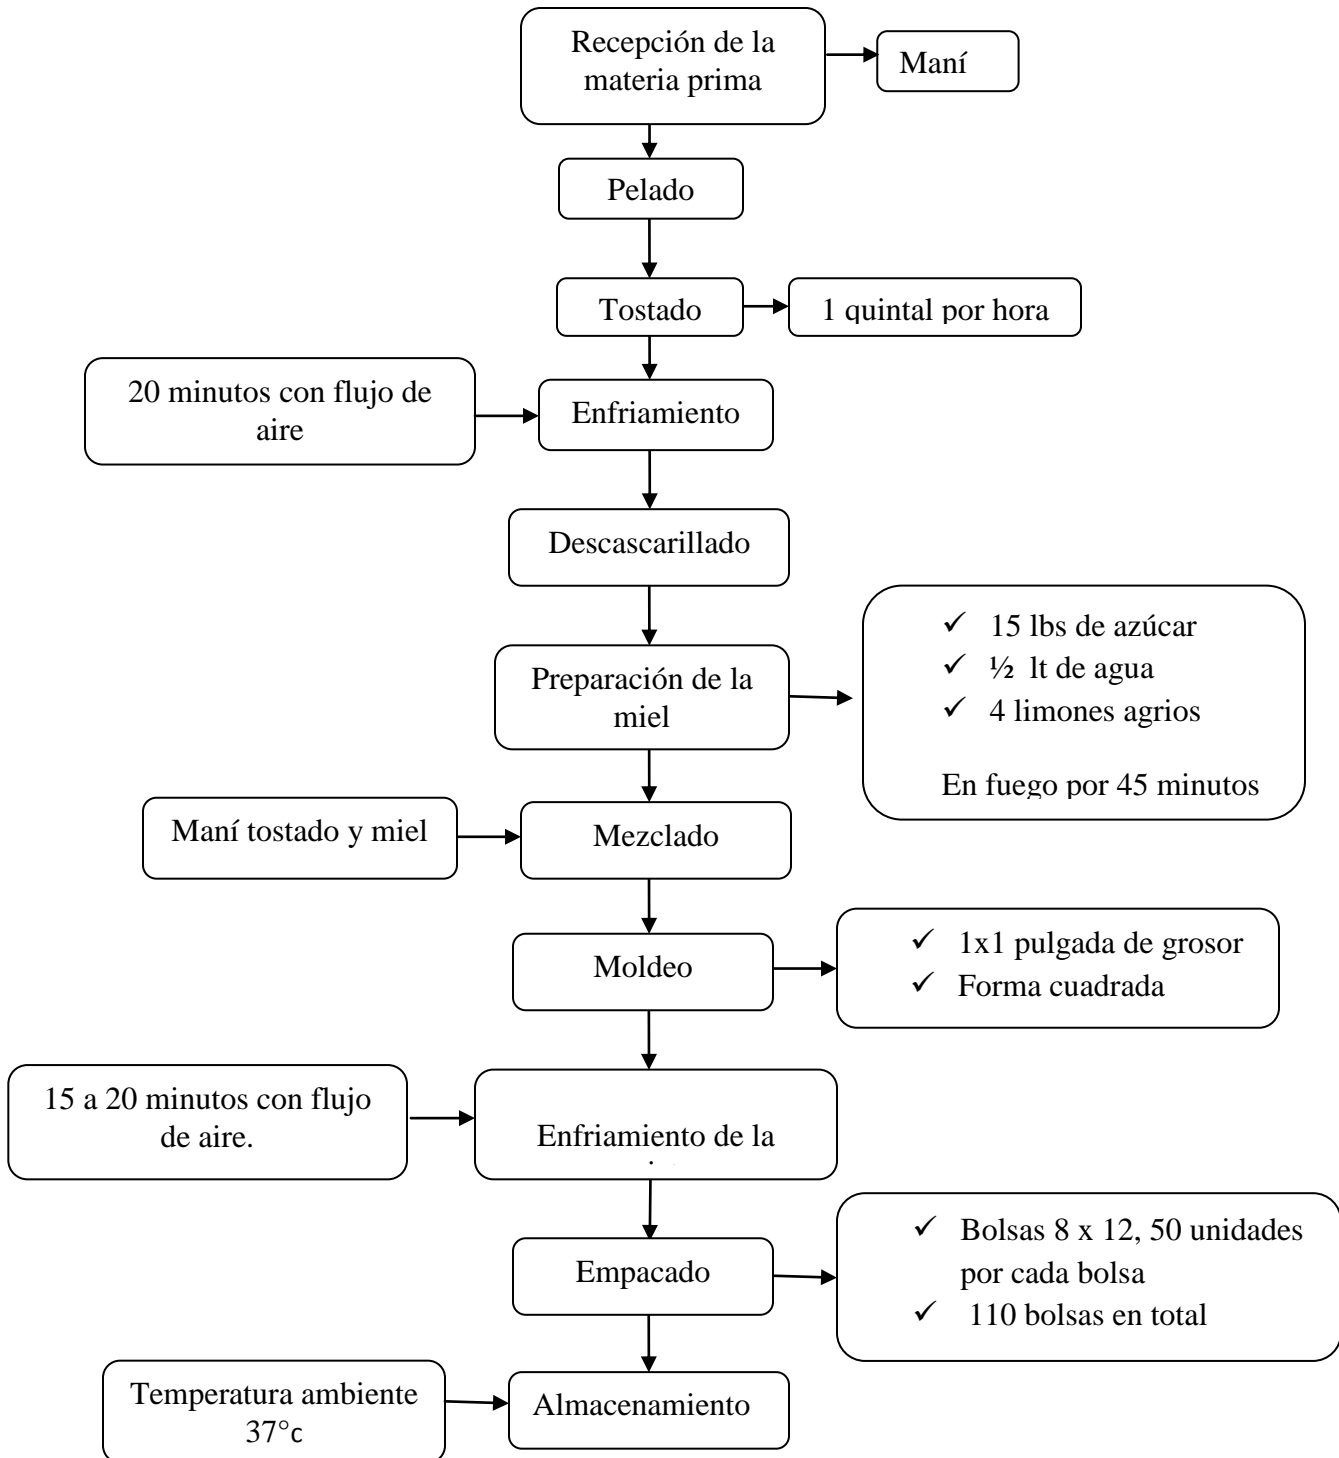 Recepción de la
materia prima
Maní
Pelado
Tostado
1 quintal por hora
20 minutos con flujo de
aire
Enfriamiento
Descascarillado
Preparación de la
miel
✓ 15 lbs de azúcar
✓ ½ lt de agua
✓ 4 limones agrios
En fuego por 45 minutos
Maní tostado y miel
Mezclado
Moldeo
✓ 1x1 pulgada de grosor
✓ Forma cuadrada
15 a 20 minutos con flujo
de aire.
Enfriamiento de la
Empacado
✓ Bolsas 8 x 12, 50 unidades
por cada bolsa
✓ 110 bolsas en total
Temperatura ambiente
37°c
Almacenamiento